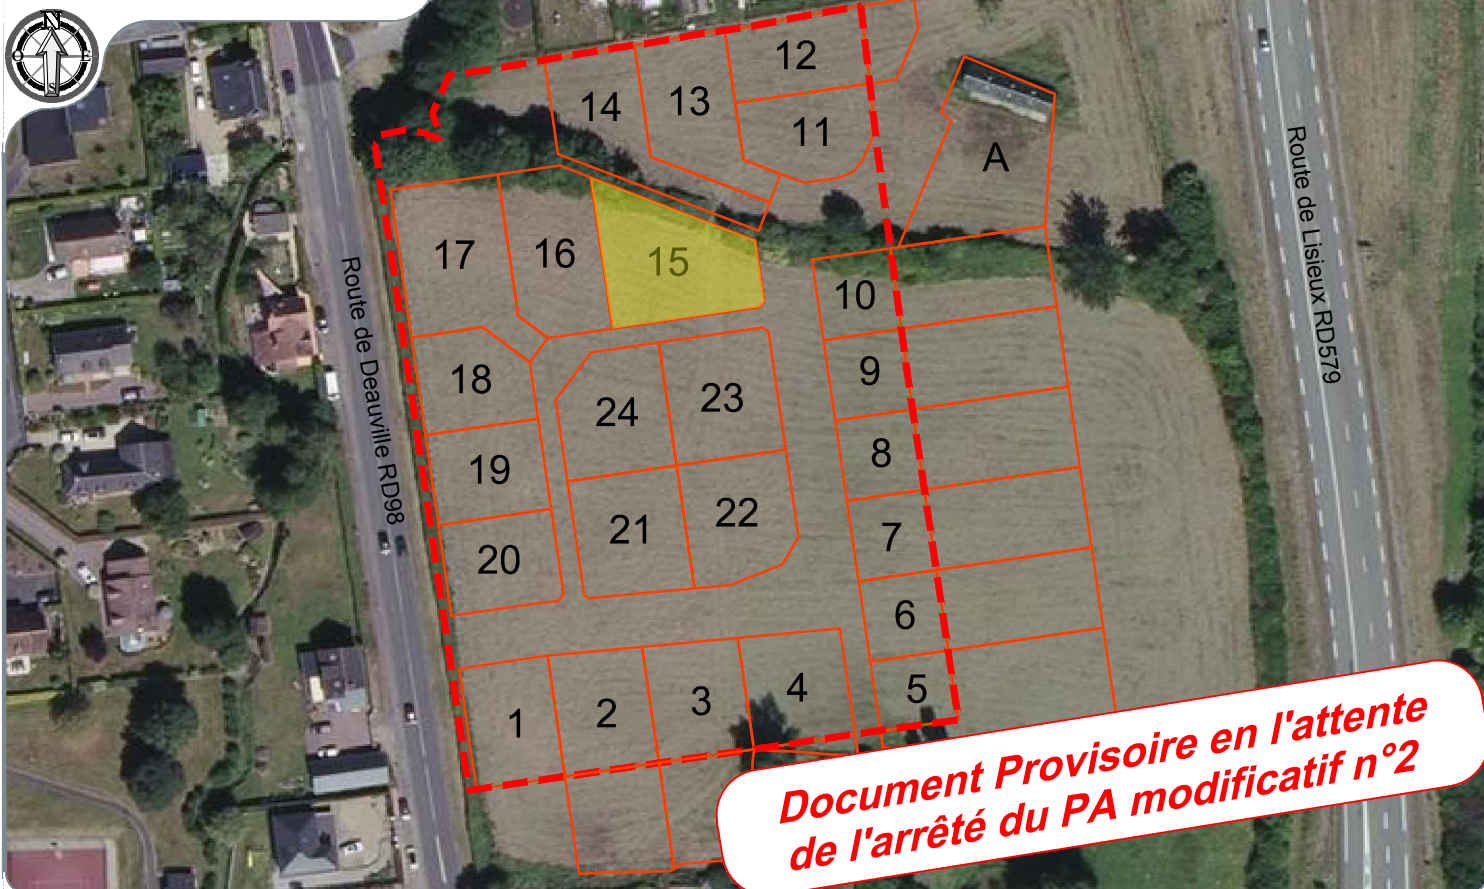 N
O
E
S
12
14
13
11
A
17
16
15
10
18
9
24
23
8
19
21
22
7
20
6
1
2
3
4
5
Route de Deauville RD98
Route de Lisieux RD579
Document Provisoire en l'attente
de l'arrêté du PA modificatif n°2